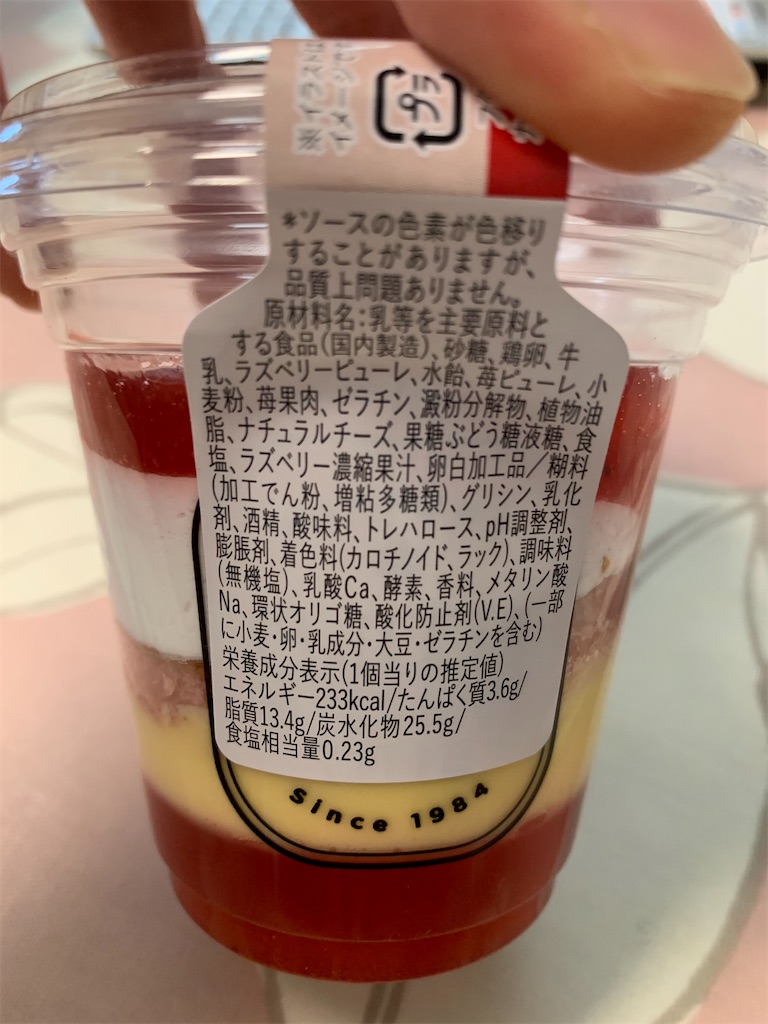 ※イラストは
イメージです
プラ
*ソースの色素が色移り
することがありますが、
品質上問題ありません。
原材料名:乳等を主要原料と
する食品(国内製造)、砂糖、鶏卵、牛
乳、ラズベリーピューレ、水飴、苺ピューレ、小
麦粉、苺果肉、ゼラチン、澱粉分解物、植物油
脂、ナチュラルチーズ、果糖ぶどう糖液糖、食
塩、ラズベリー濃縮果汁、卵白加工品/糊料
(加工でん粉、増粘多糖類)、グリシン、乳化
剤、酒精、酸味料、トレハロース、pH調整剤、
膨脹剤、着色料(カロチノイド、ラック)、調味料
(無機塩)、乳酸Ca、酵素、香料、メタリン酸
Na、環状オリゴ糖、酸化防止剤(V.E)、(一部
に小麦・卵・乳成分・大豆・ゼラチンを含む)
栄養成分表示(1個当りの推定値)
エネルギー233kcal/たんぱく質3.6g/
脂質13.4g/炭水化物25.5g/
食塩相当量0.23g
Since 1984